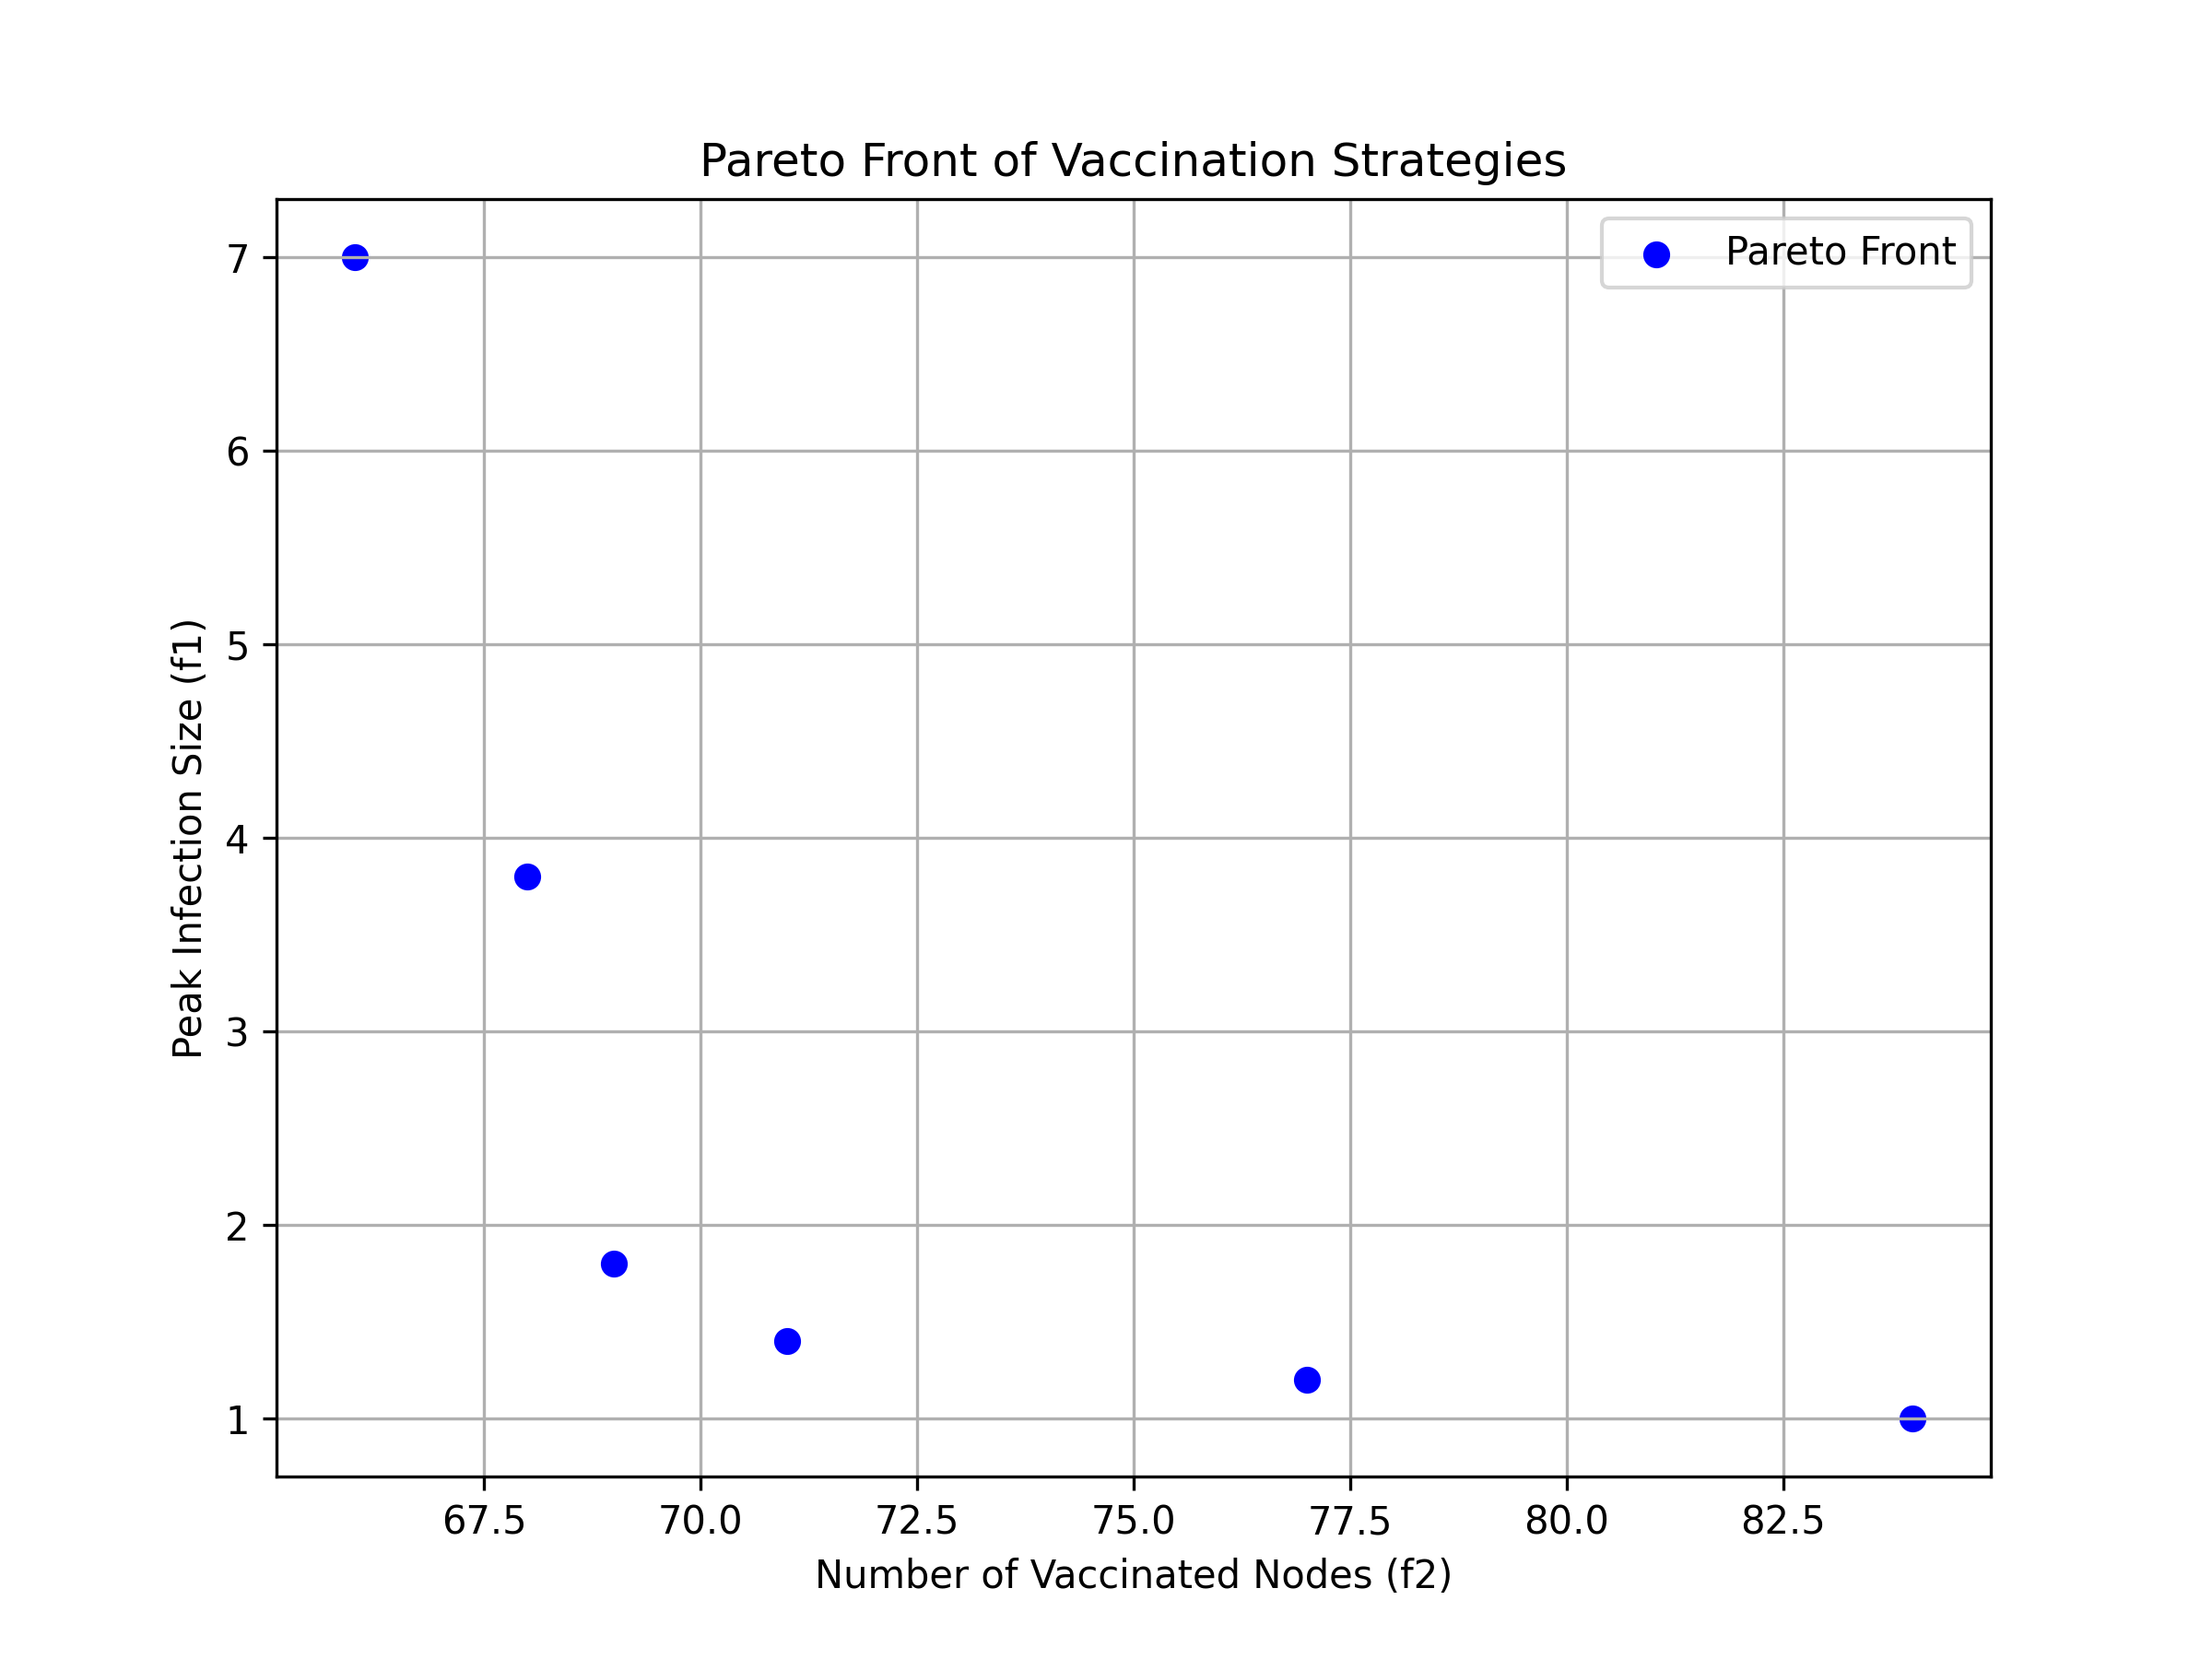 Pareto Front of Vaccination Strategies
Pareto Front
7
6
5
4
3
2
1
Peak Infection Size (f1)
67.5 70.0 72.5 75.0 77.5 80.0 82.5
Number of Vaccinated Nodes (f2)